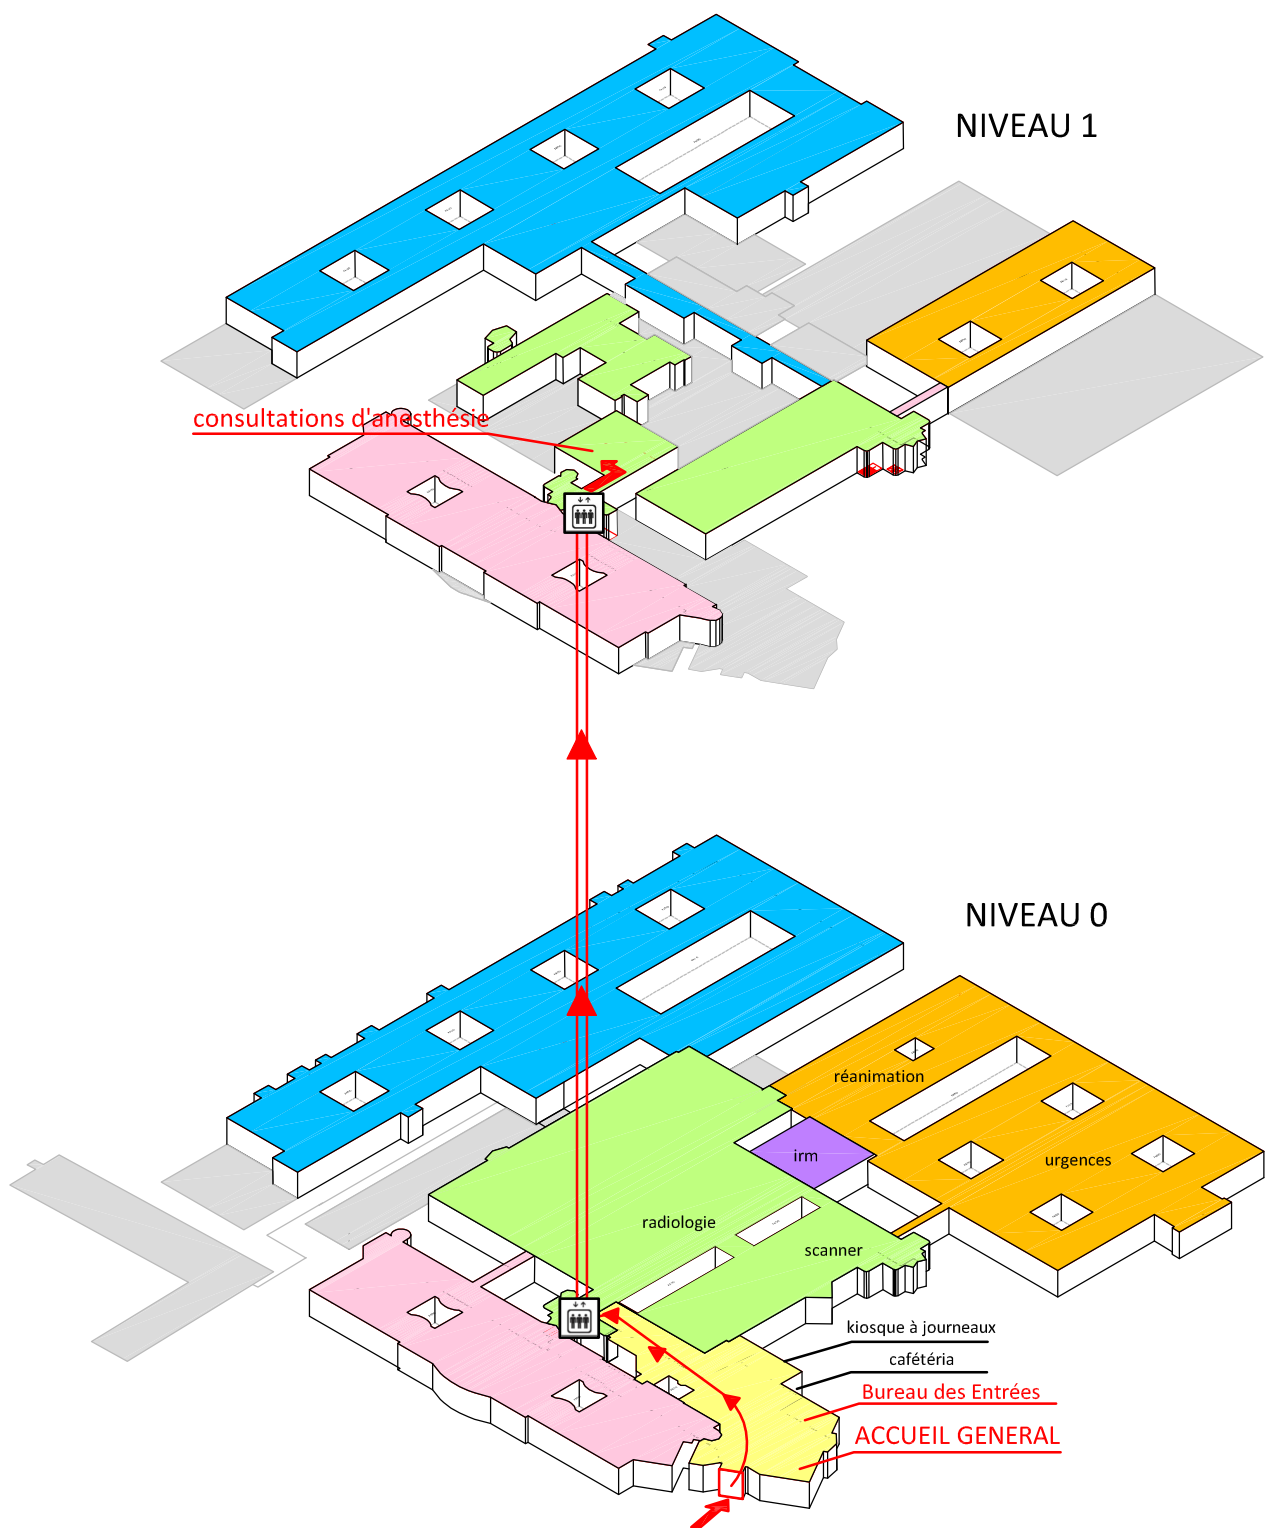 NIVEAU 1
consultations d'anesthésie
NIVEAU 0
réanimation
irm
urgences
radiologie
scanner
kiosque à journeaux
cafétéria
Bureau des Entrées
ACCUEIL GENERAL